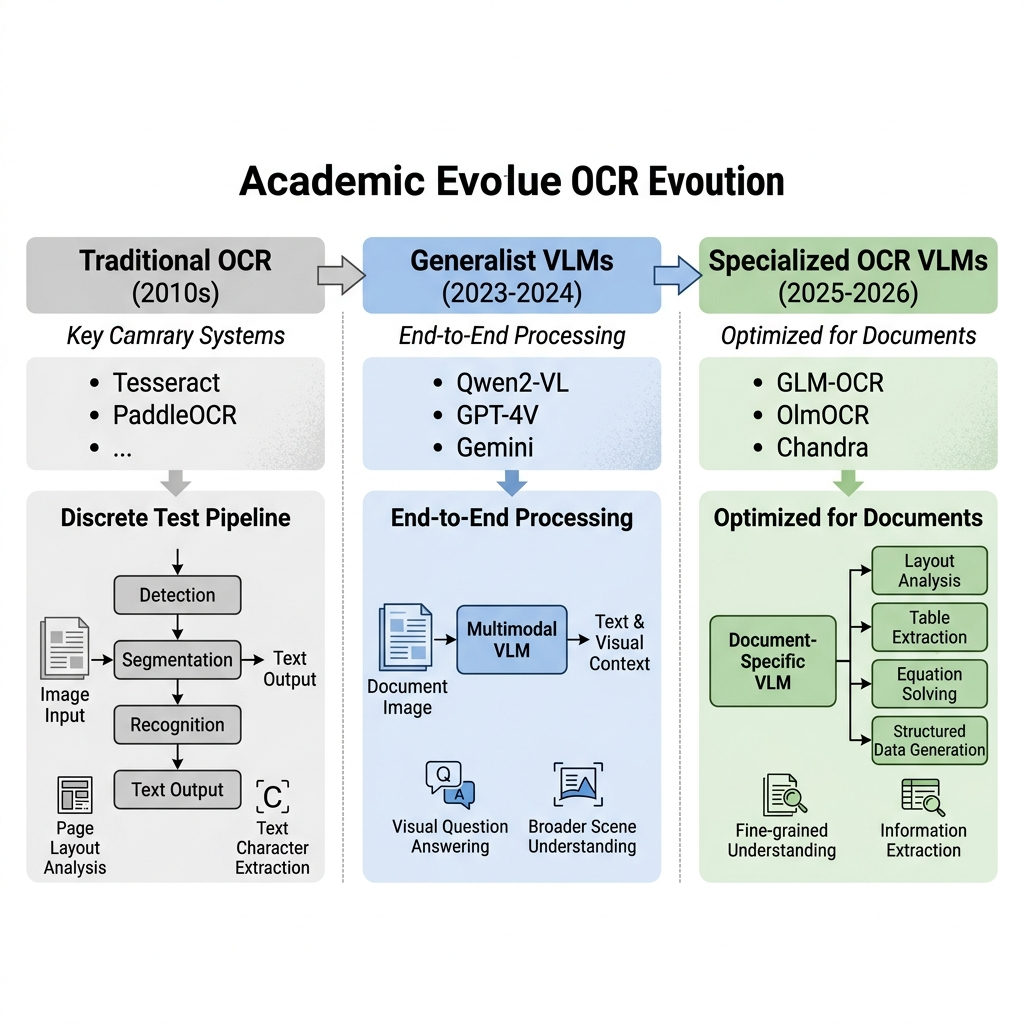 Academic Evolue OCR Evoution
Traditional OCR
(2010s)
Key Camrary Systems
• Tesseract
• PaddleOCR
• ...
Discrete Test Pipeline
Detection
Image
Input
Segmentation
Text
Output
Recognition
Text Output
Page
Layout
Analysis
C
Text
Character
Extraction
Generalist VLMs
(2023-2024)
End-to-End Processing
• Qwen2-VL
• GPT-4V
• Gemini
End-to-End Processing
Document
Image
Multimodal
VLM
Text &
Visual
Context
Q
A
Visual Question
Answering
Broader Scene
Understanding
Specialized OCR VLMs
(2025-2026)
Optimized for Documents
• GLM-OCR
• OlmOCR
• Chandra
Optimized for Documents
Document-
Specific
VLM
Layout
Analysis
Table
Extraction
Equation
Solving
Structured
Data Generation
Fine-grained
Understanding
Information
Extraction